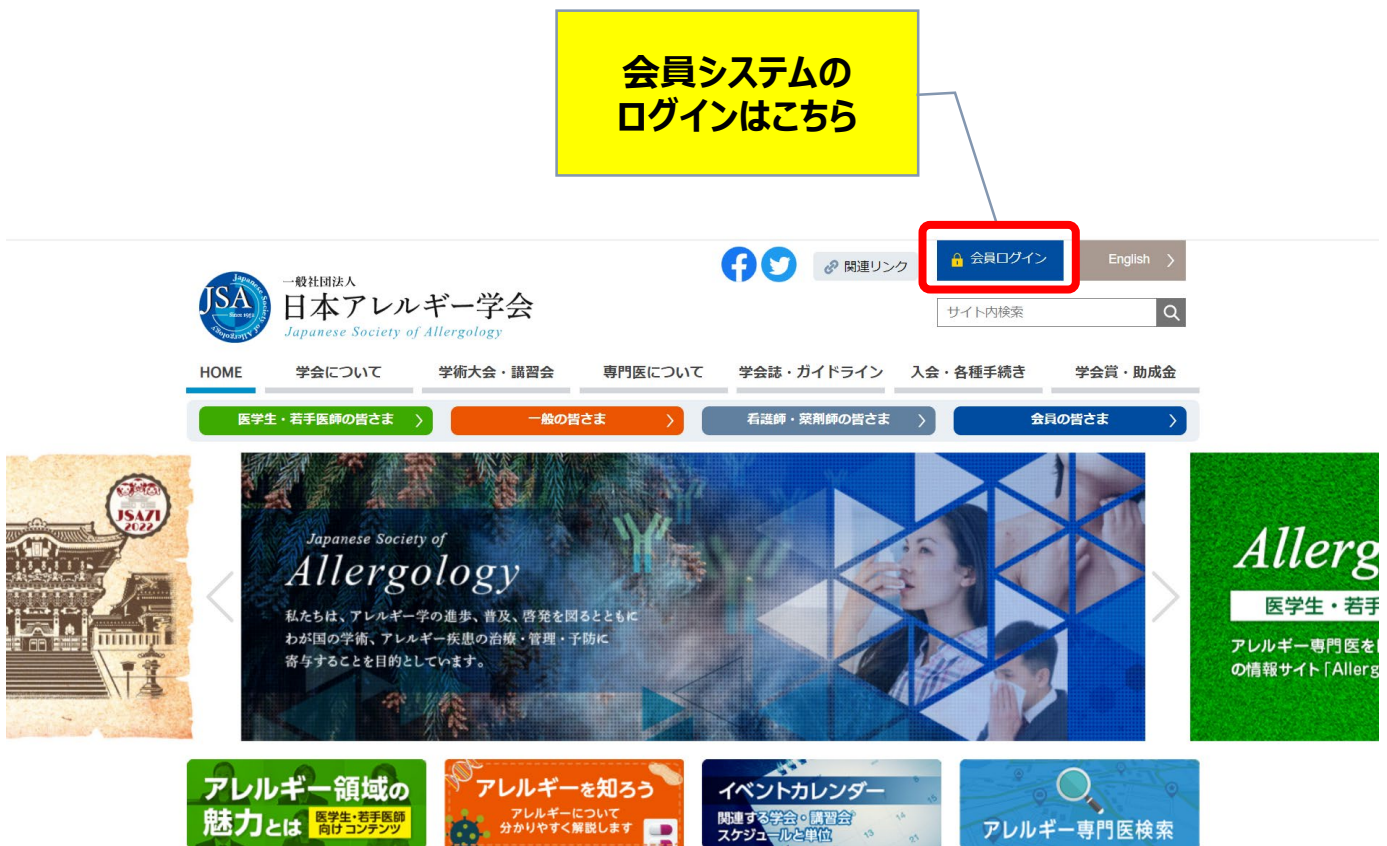 会員システムの
ログインはこちら
関連リンク
会員ログイン
English
Japanese Society of Allergology
JSA
Since 1952
一般社団法人
日本アレルギー学会
Japanese Society of Allergology
サイト内検索
HOME
学会について
学術大会・講習会
専門医について
学会誌・ガイドライン
入会・各種手続き
学会賞・助成金
医学生・若手医師の皆さま
一般の皆さま
看護師・薬剤師の皆さま
会員の皆さま
JSA71
2022
Japanese Society of
Allergology
私たちは、アレルギー学の進歩、普及、啓発を図るとともに
わが国の学術、アレルギー疾患の治療・管理・予防に
寄与することを目的としています。
Allerg
医学生・若手
アレルギー専門医を
の情報サイト「Allerg
アレルギー領域の
魅力とは
医学生・若手医師
向けコンテンツ
アレルギーを知ろう
アレルギーについて
分かりやすく解説します
イベントカレンダー
関連する学会・講習会
スケジュールと単位
アレルギー専門医検索